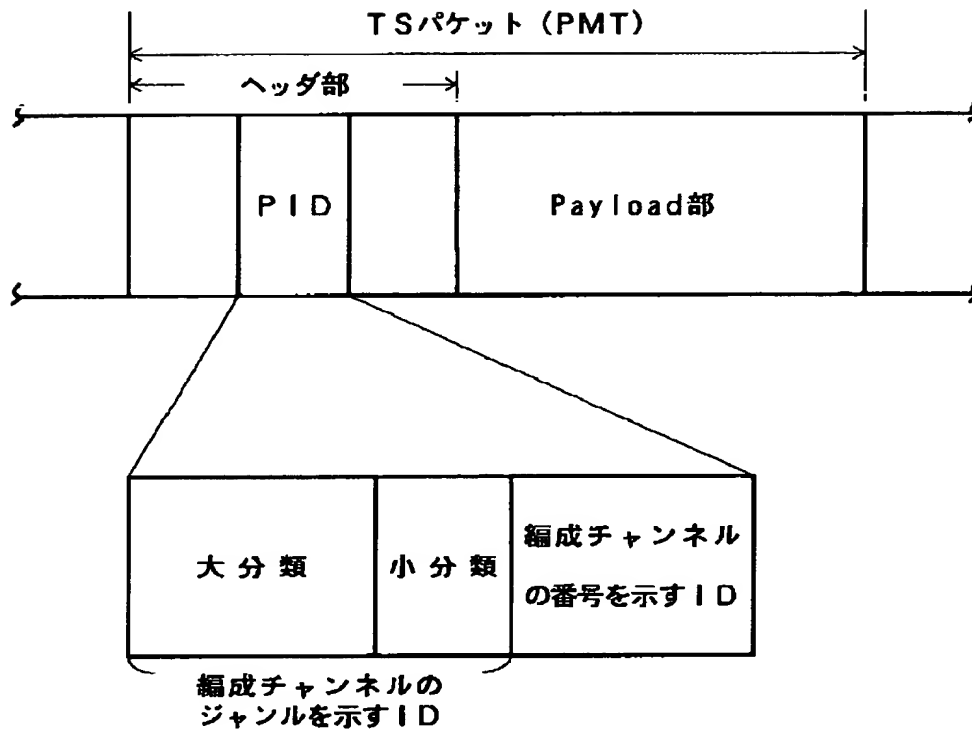 TSパケット(PMT)
ヘッダ部
PID
Payload部
大分類
小分類
編成チャンネル
の番号を示すID
編成チャンネルの
ジャンルを示すID